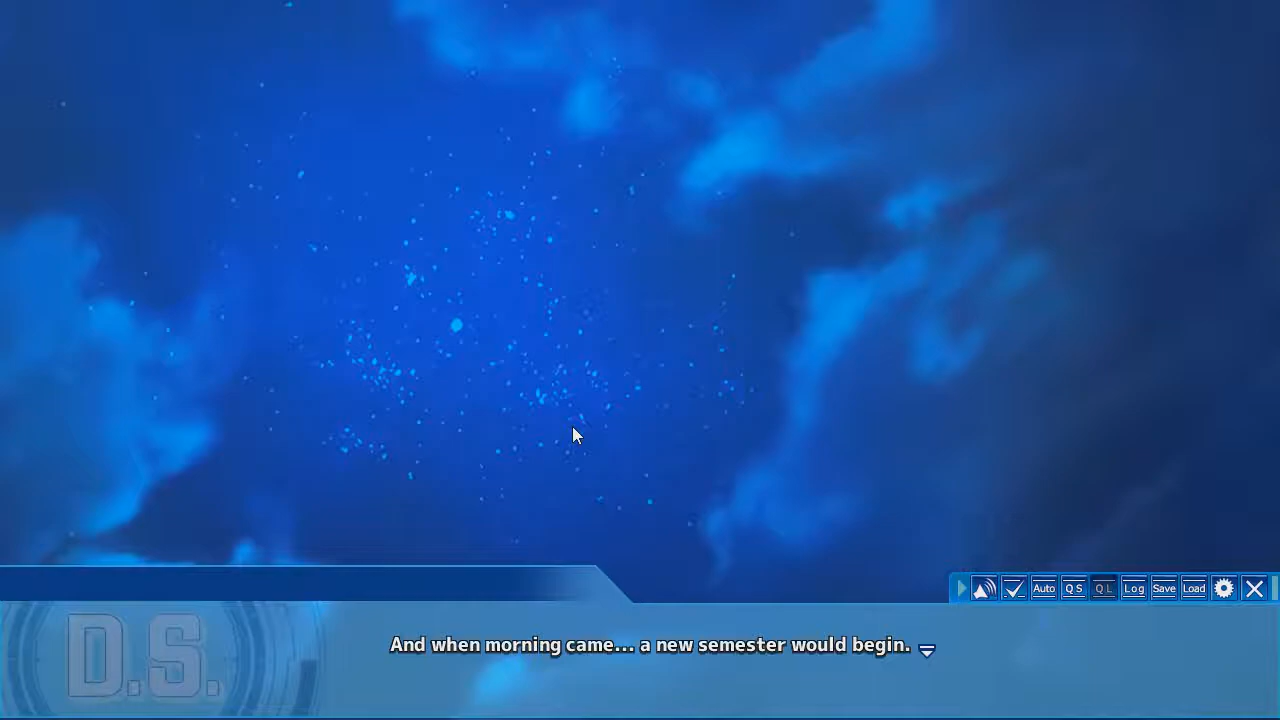 Auto QS QL Log Save Load
D.S.
And when morning came... a new semester would begin.